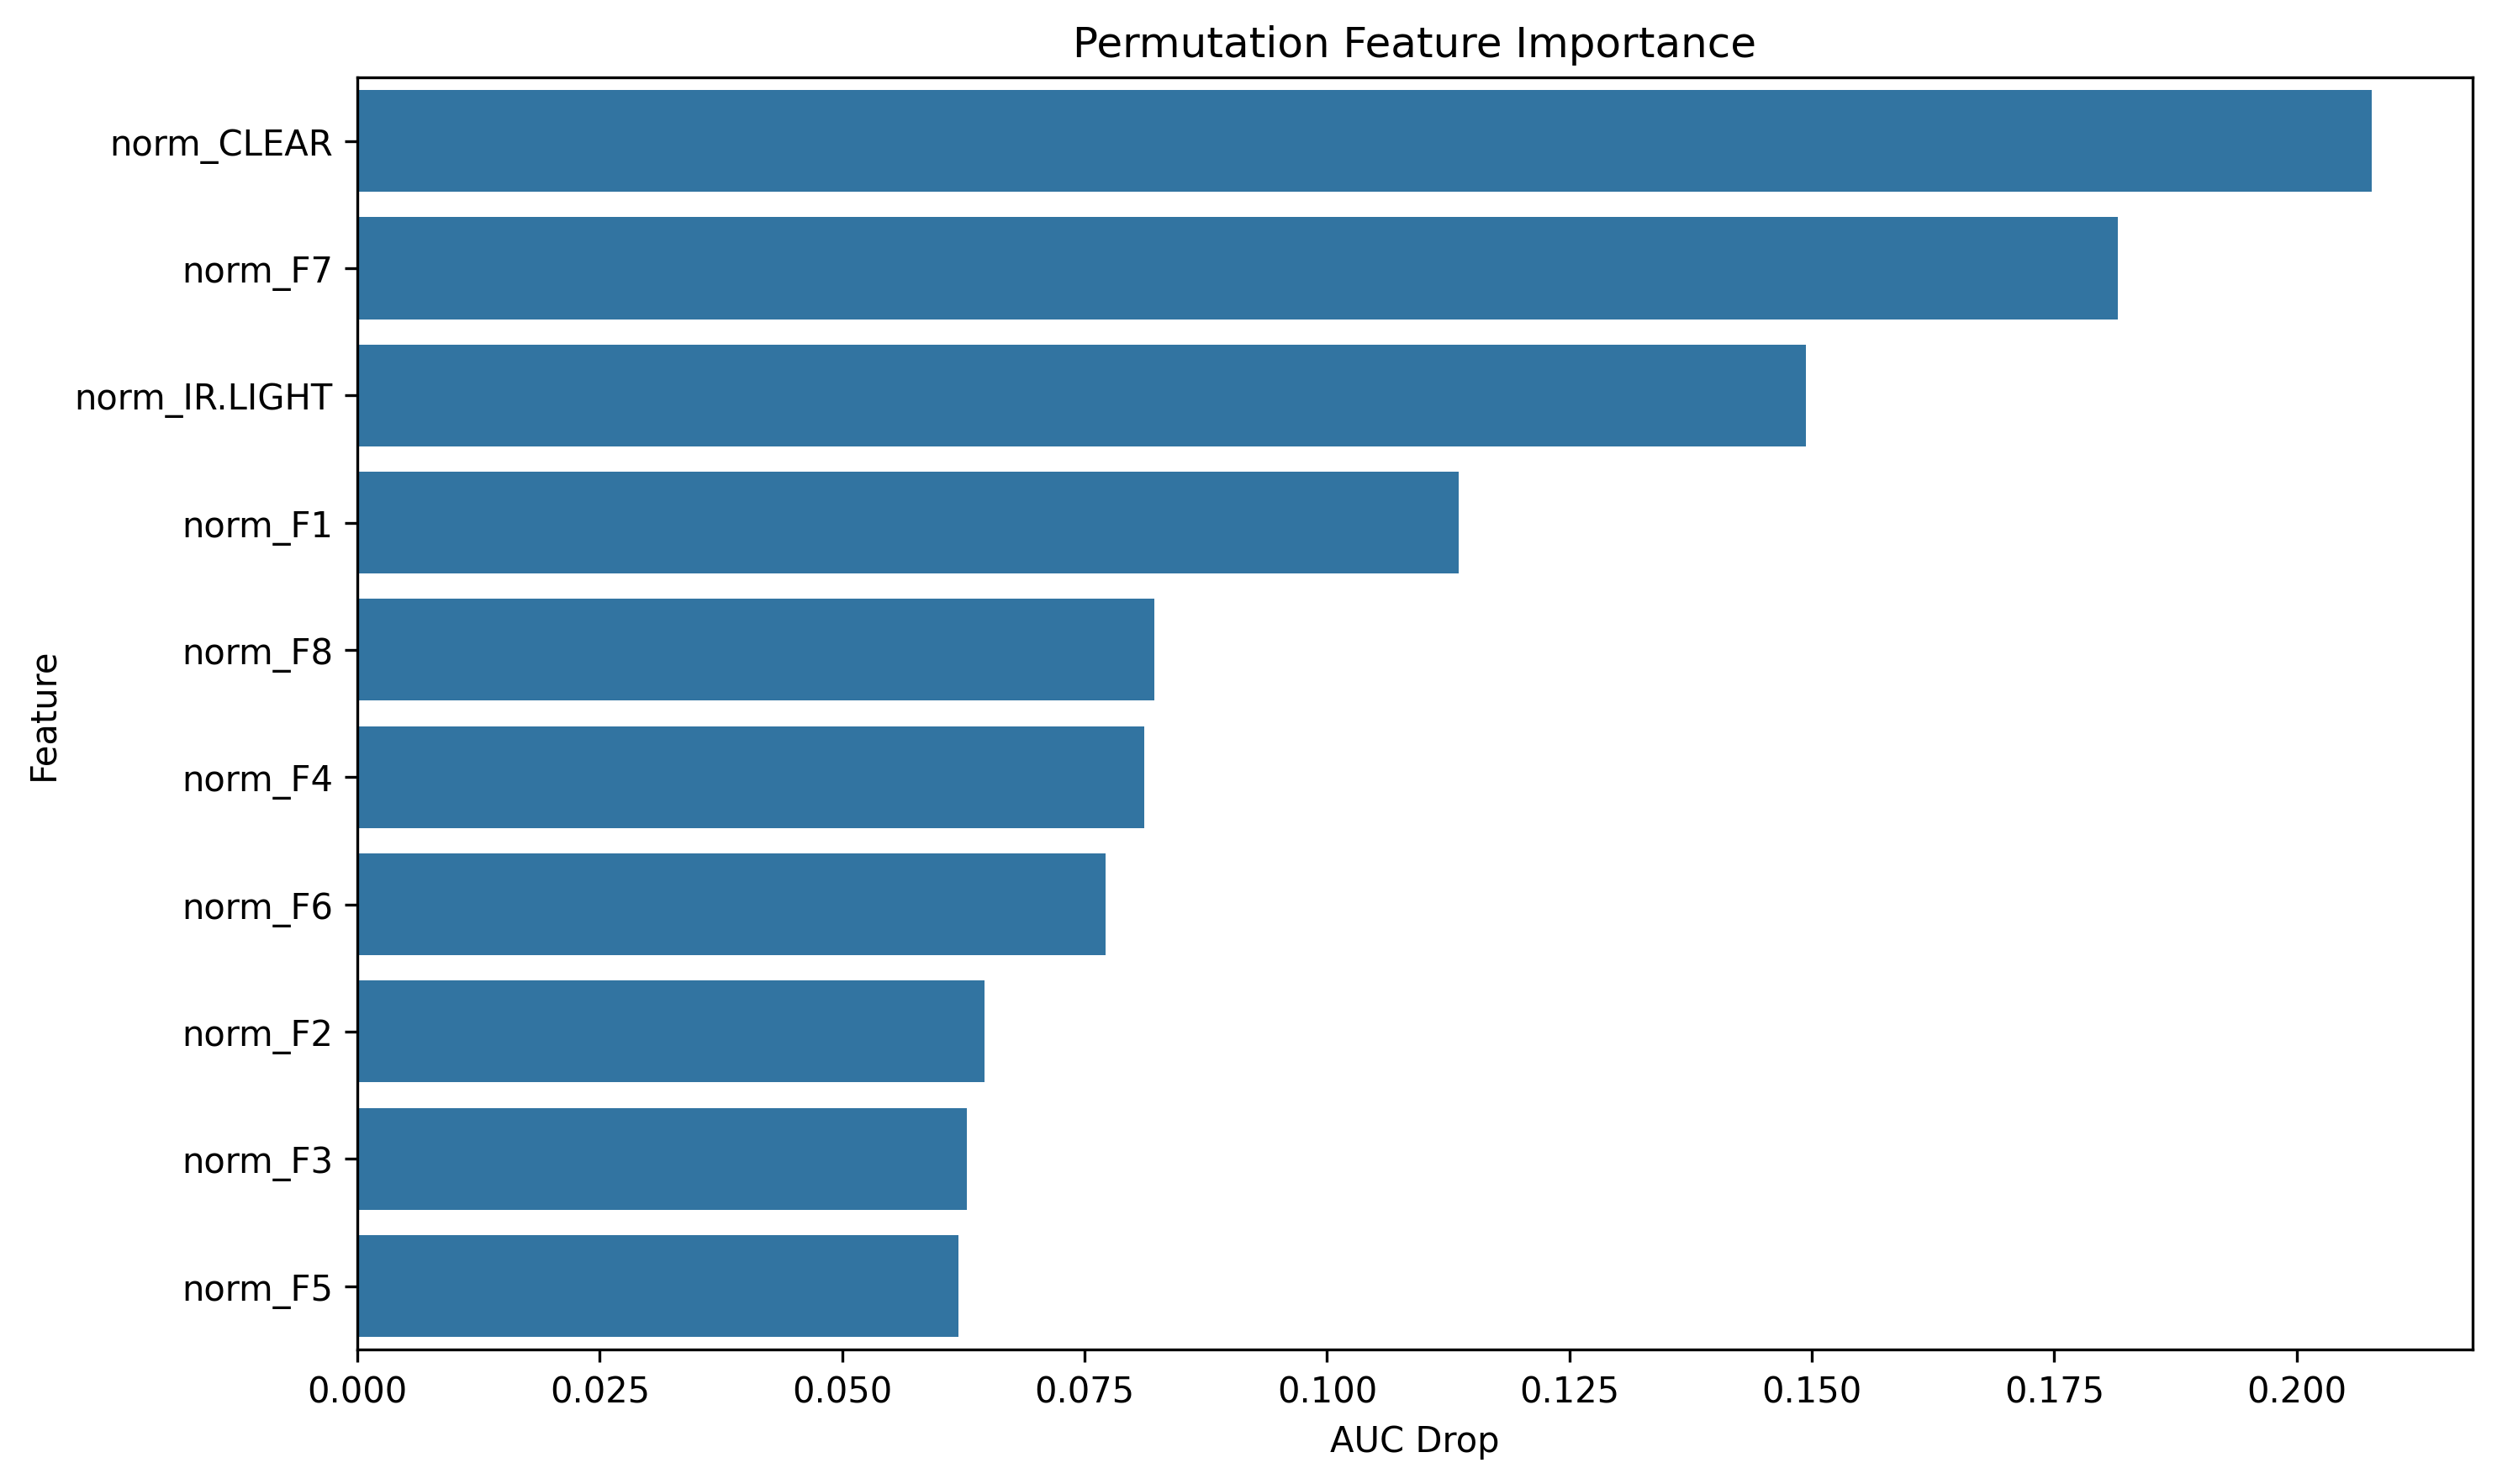 Permutation Feature Importance
norm_CLEAR
norm_F7
norm_IR.LIGHT
norm_F1
norm_F8
norm_F4
norm_F6
norm_F2
norm_F3
norm_F5
Feature
0.000 0.025 0.050 0.075 0.100 0.125 0.150 0.175 0.200
AUC Drop